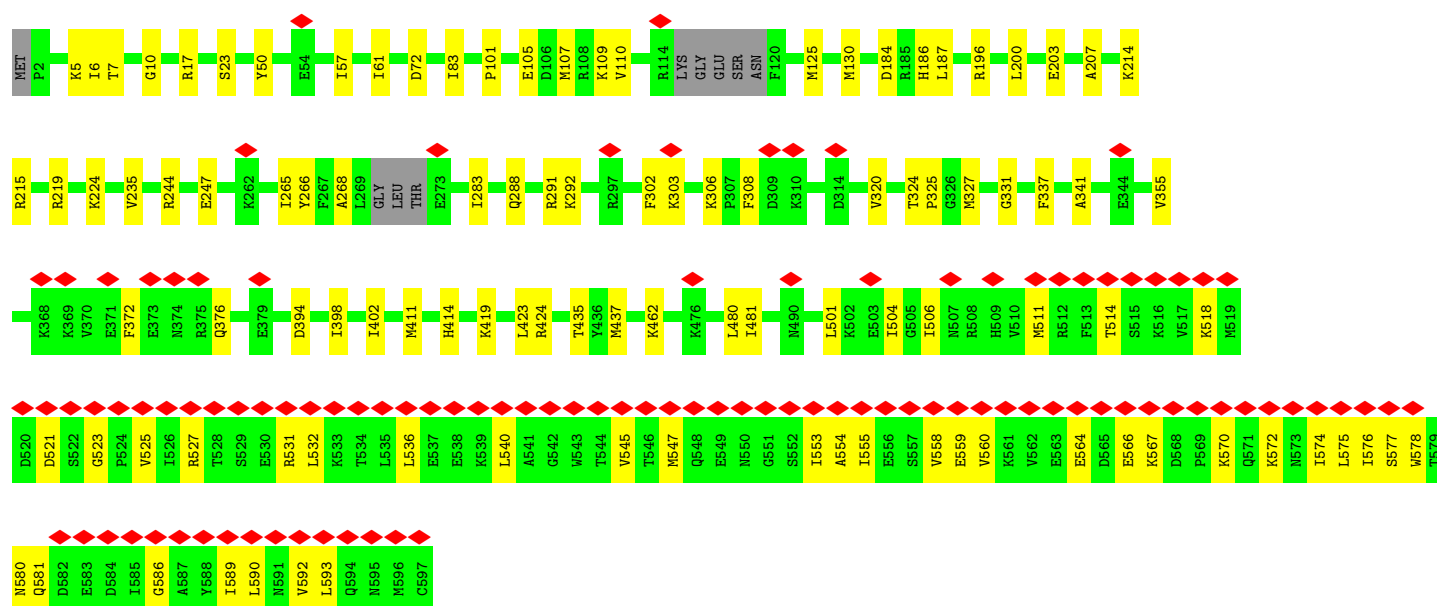 MET P2 K5 I6 T7 G10 R17 S23 Y50 E54 I57 I61 D72 I83 P101 E105 D106 M107 R108 K109 V110 R114 LYS GLY GLU SER ASN F120 M125 M130 D184 R185 H186 L187 R196 L200 E203 A207 K214
R215 R219 K224 V235 R244 E247 K262 I265 Y266 F267 A268 L269 GLY LEU THR E273 I283 Q288 R291 K292 R297 F302 K303 K306 P307 F308 D309 K310 D314 V320 T324 P325 G326 M327 G331 F337 A341 E344 V355
K368 K369 V370 E371 F372 E373 N374 R375 Q376 E379 D394 I398 I402 M411 H414 K419 L423 R424 T435 Y436 M437 K462 K476 L480 I481 N490 L501 K502 E503 I504 G505 I506 N507 R508 H509 V510 M511 R512 F513 T514 S515 K516 V517 K518 M519
D520 D521 S522 G523 P524 V525 I526 R527 T528 S529 E530 R531 L532 K533 T534 L535 L536 E537 E538 K539 L540 A541 G542 W543 T544 V545 T546 M547 Q548 E549 N550 G551 S552 I553 A554 I555 E556 S557 V558 E559 V560 K561 V562 E563 E564 D565 E566 K567 D568 P569 K570 Q571 K572 N573 I574 L575 I576 S577 W578 T579
N580 Q581 D582 E583 D584 I585 G586 A587 Y588 I589 L590 N591 V592 L593 Q594 N595 M596 C597